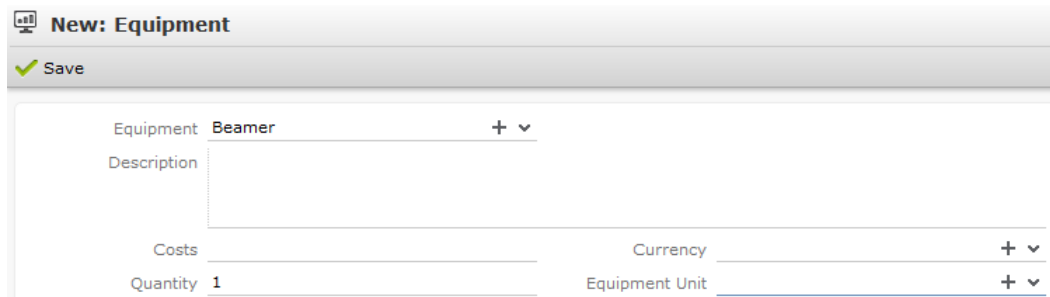 New: Equipment
Save
Equipment Beamer
Description
Costs Currency
Quantity 1 Equipment Unit